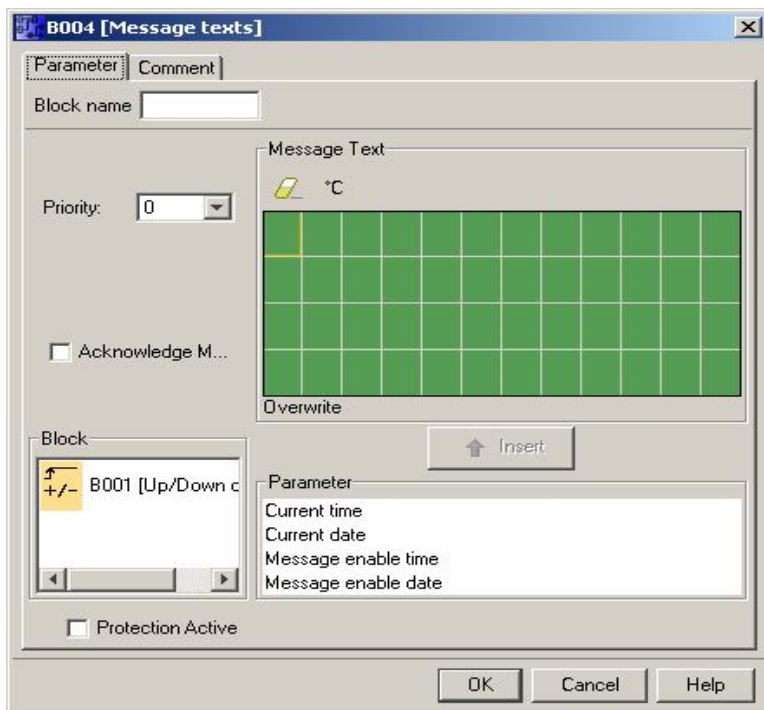 B004 [Message texts]
Parameter Comment
Block name
Message Text
°C
Priority: 0
Acknowledge M...
Overwrite
Insert
Block
+/- B001 [Up/Down c
Parameter
Current time
Current date
Message enable time
Message enable date
Protection Active
OK Cancel Help